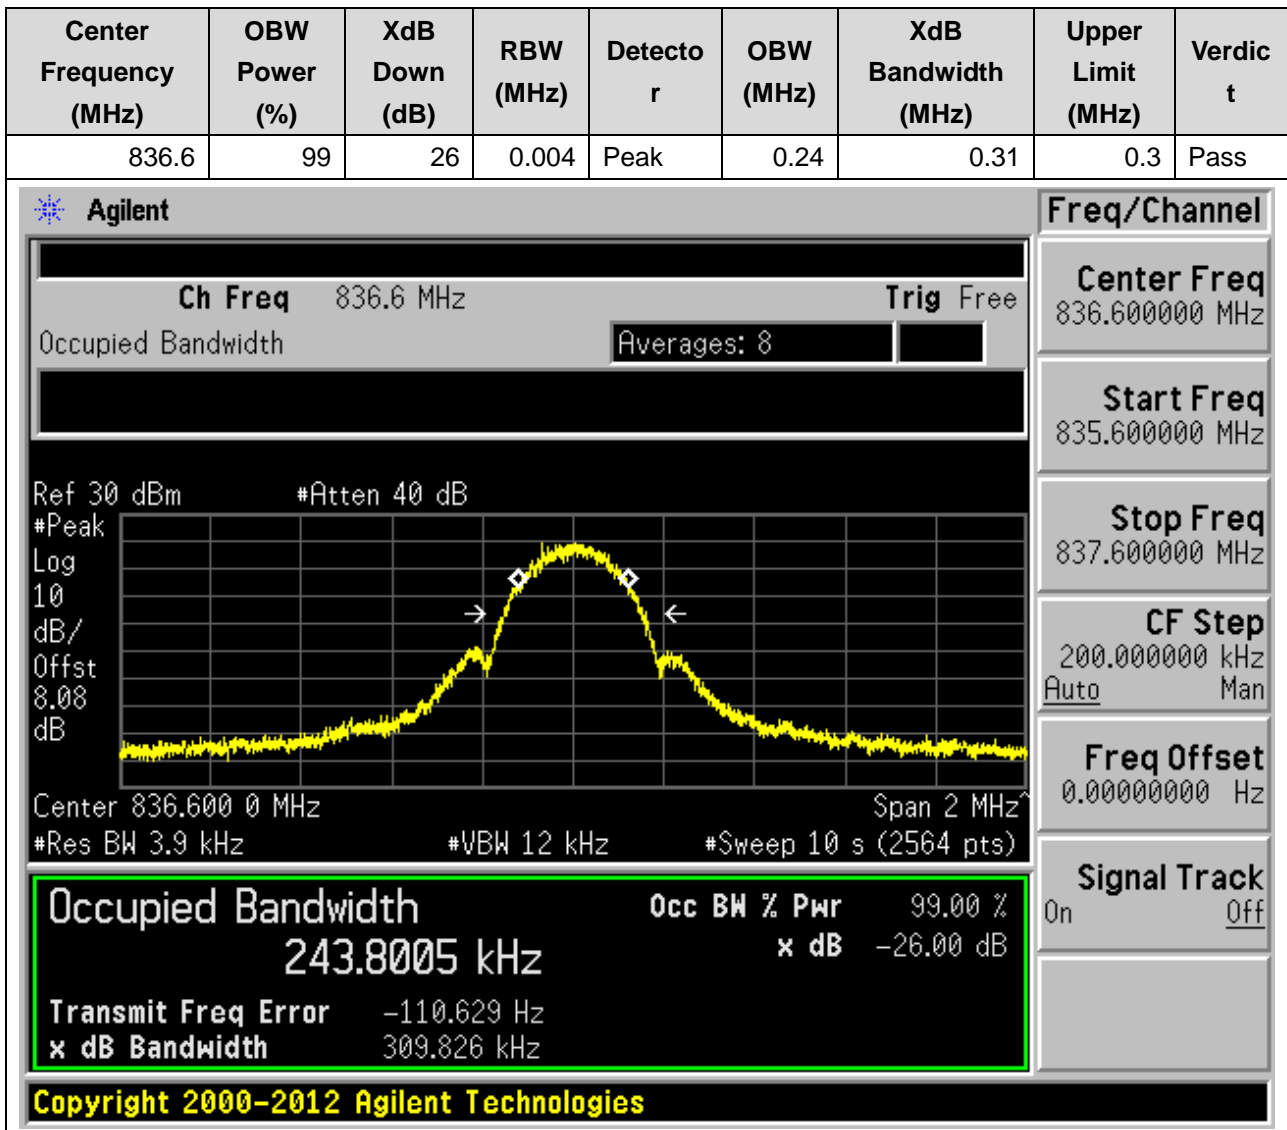 Center Frequency (MHz) OBW Power (%) XdB Down (dB) RBW (MHz) Detecto r OBW (MHz) XdB Bandwidth (MHz) Upper Limit (MHz) Verdic t
836.6 99 26 0.004 Peak 0.24 0.31 0.3 Pass
Agilent
Freq/Channel
Ch Freq 836.6 MHz Trig Free
Occupied Bandwidth Averages: 8
Center Freq
836.600000 MHz
Start Freq
835.600000 MHz
Stop Freq
837.600000 MHz
CF Step
200.000000 kHz
Auto Man
Freq Offset
0.00000000 Hz
Signal Track
On Off
Ref 30 dBm #Atten 40 dB
#Peak
Log
10
dB/
Offst
8.08
dB
Center 836.600 0 MHz Span 2 MHz^
#Res BW 3.9 kHz #VBW 12 kHz #Sweep 10 s (2564 pts)
Occupied Bandwidth Occ BW % Pwr 99.00 %
243.8005 kHz x dB -26.00 dB
Transmit Freq Error -110.629 Hz
x dB Bandwidth 309.826 kHz
Copyright 2000-2012 Agilent Technologies